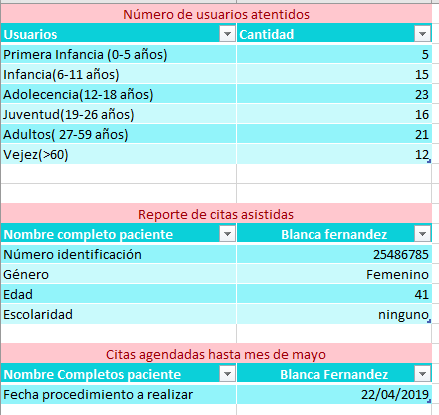 Número de usuarios atentidos
Usuarios Cantidad
Primera Infancia (0-5 años) 5
Infancia(6-11 años) 15
Adolecencia(12-18 años) 23
Juventud(19-26 años) 16
Adultos( 27-59 años) 21
Vejez(>60) 12
Reporte de citas asistidas
Nombre completo paciente Blanca fernandez
Número identificación 25486785
Género Femenino
Edad 41
Escolaridad ninguno
Citas agendadas hasta mes de mayo
Nombre Completos paciente Blanca Fernandez
Fecha procedimiento a realizar 22/04/2019